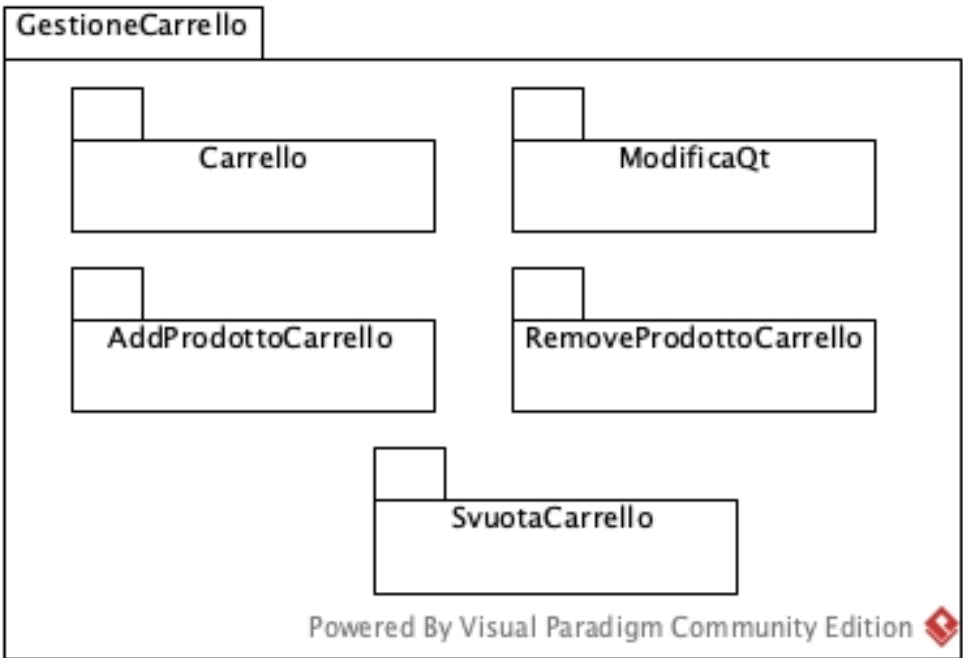 GestioneCarrello
Carrello
ModificaQt
AddProdottoCarrello
RemoveProdottoCarrello
SvuotaCarrello
Powered By Visual Paradigm Community Edition